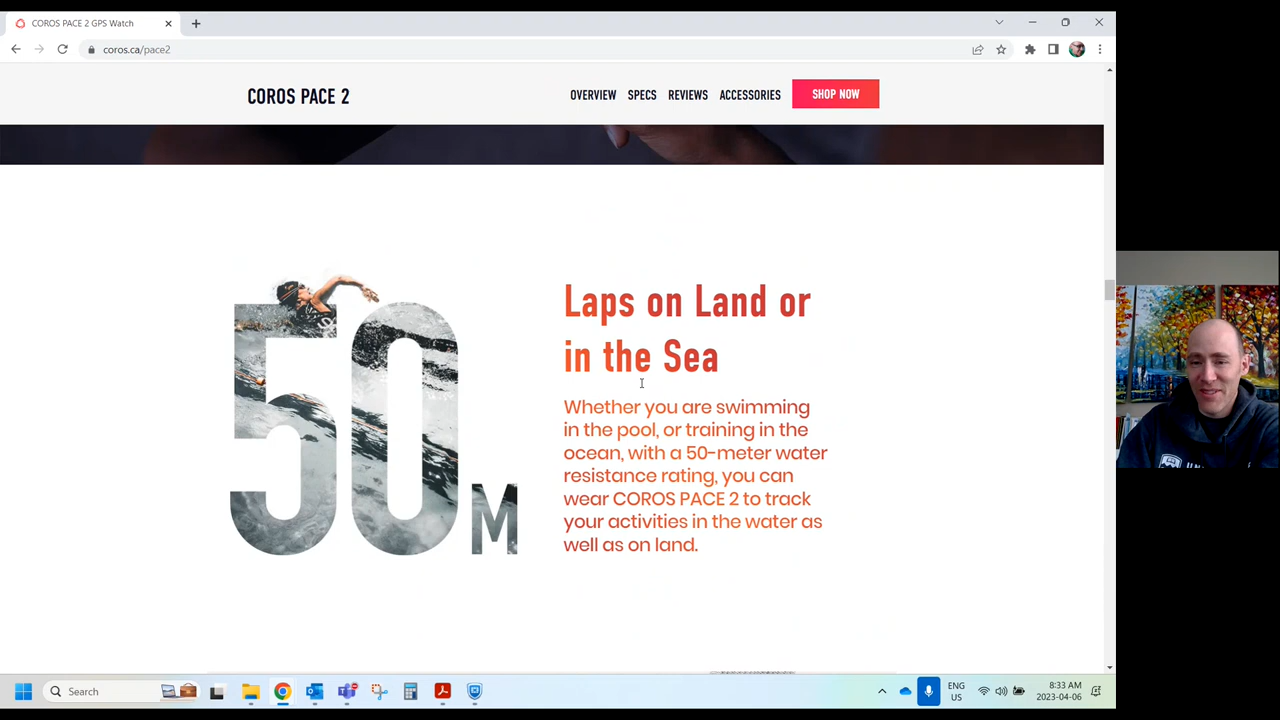 COROS PACE 2 GPS Watch
coros.ca/pace2
COROS PACE 2
OVERVIEW SPECS REVIEWS ACCESSORIES SHOP NOW
50M
Laps on Land or
in the Sea
Whether you are swimming
in the pool, or training in the
ocean, with a 50-meter water
resistance rating, you can
wear COROS PACE 2 to track
your activities in the water as
well as on land.
Search
ENG
US
8:33 AM
2023-04-06